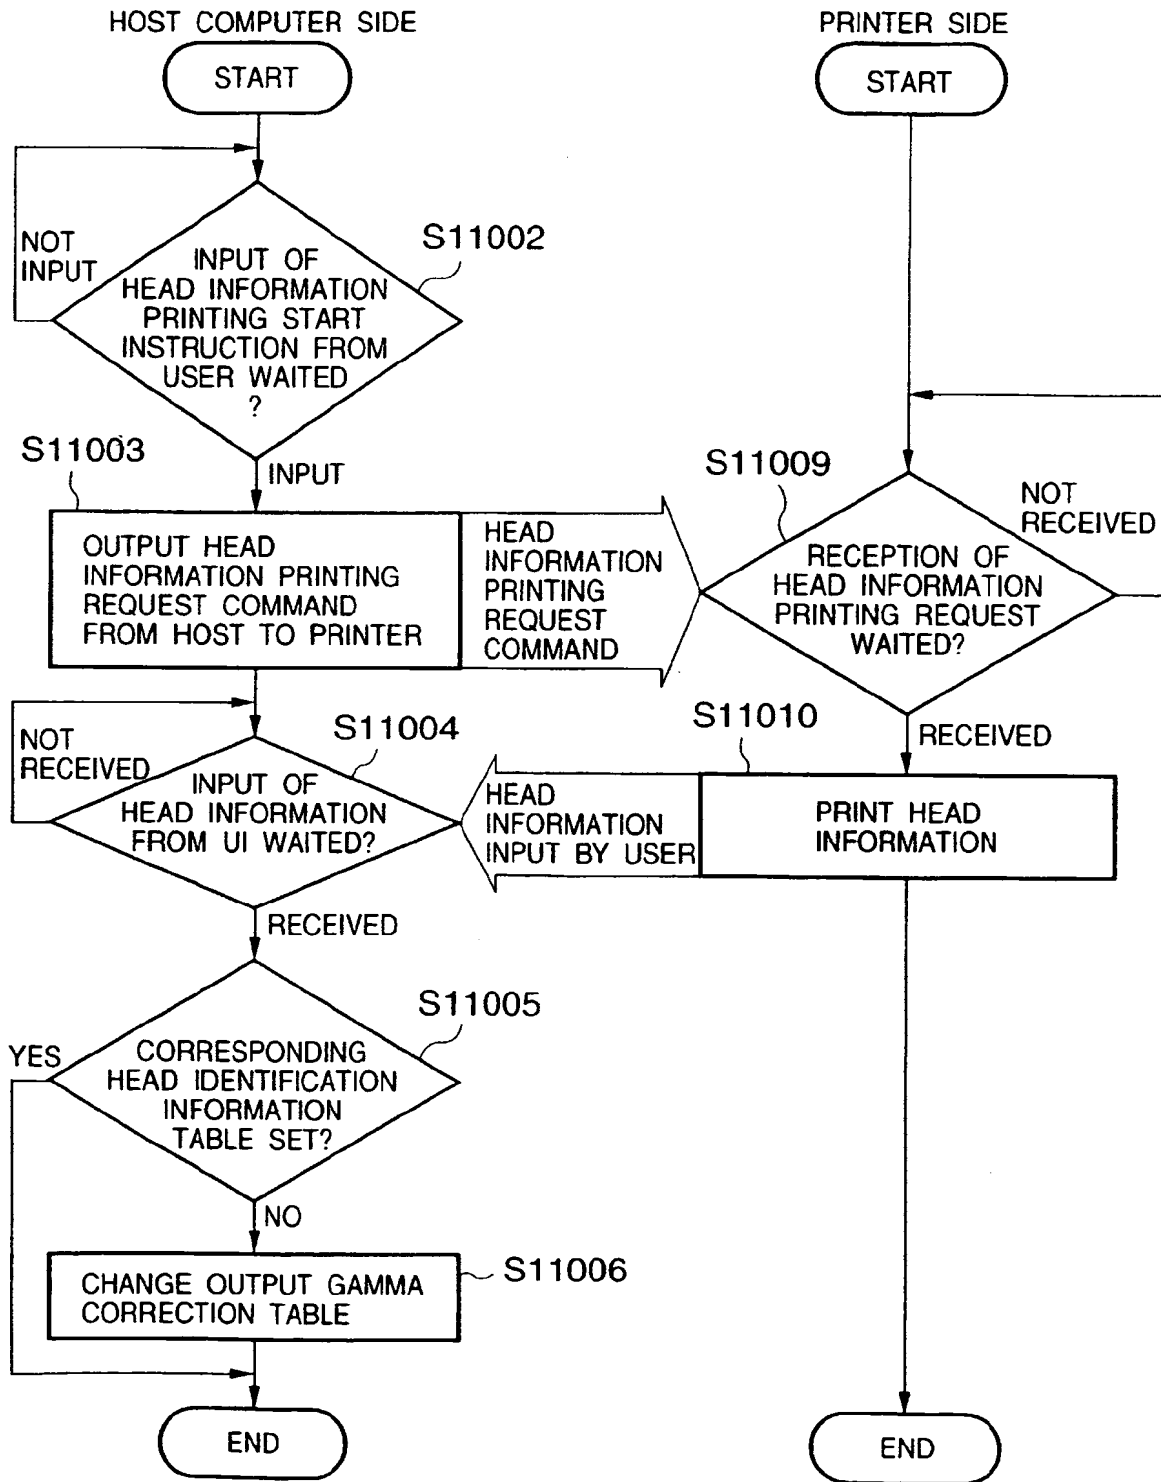 HOST COMPUTER SIDE
START
NOT
INPUT
S11002
INPUT OF
HEAD INFORMATION
PRINTING START
INSTRUCTION FROM
USER WAITED
?
S11003
INPUT
OUTPUT HEAD
INFORMATION PRINTING
REQUEST COMMAND
FROM HOST TO PRINTER
HEAD
INFORMATION
PRINTING
REQUEST
COMMAND
NOT
RECEIVED
S11004
INPUT OF
HEAD INFORMATION
FROM UI WAITED?
HEAD
INFORMATION
INPUT BY USER
RECEIVED
S11005
YES
CORRESPONDING
HEAD IDENTIFICATION
INFORMATION
TABLE SET?
NO
CHANGE OUTPUT GAMMA
CORRECTION TABLE
S11006
END
PRINTER SIDE
START
S11009
NOT
RECEIVED
RECEPTION OF
HEAD INFORMATION
PRINTING REQUEST
WAITED?
S11010
RECEIVED
PRINT HEAD
INFORMATION
END